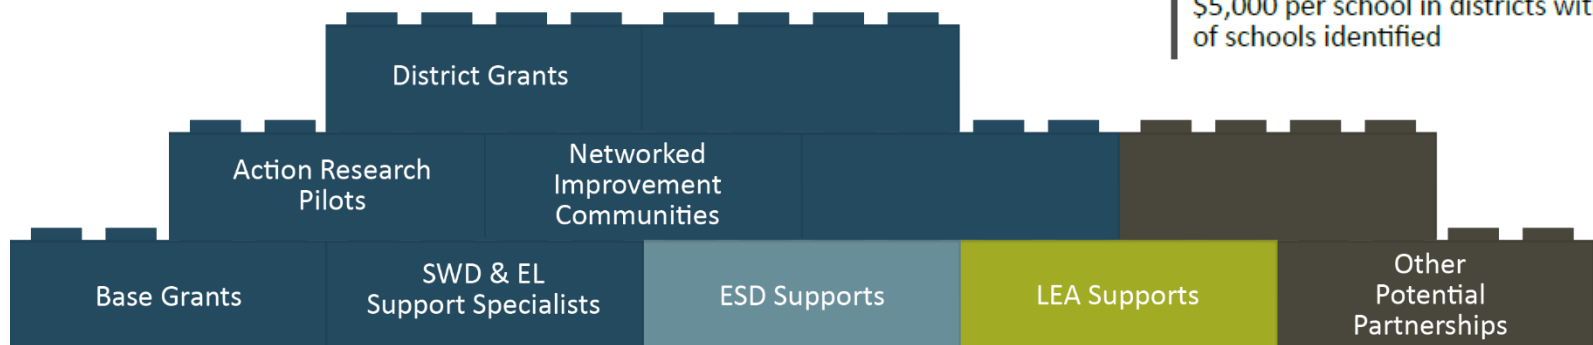 $5,000 per school in districts
of schools identified
District Grants
Action Research
Pilots
Networked
Improvement
Communities
Base Grants
SWD & EL
Support Specialists
ESD Supports
LEA Supports
Other
Potential
Partnerships